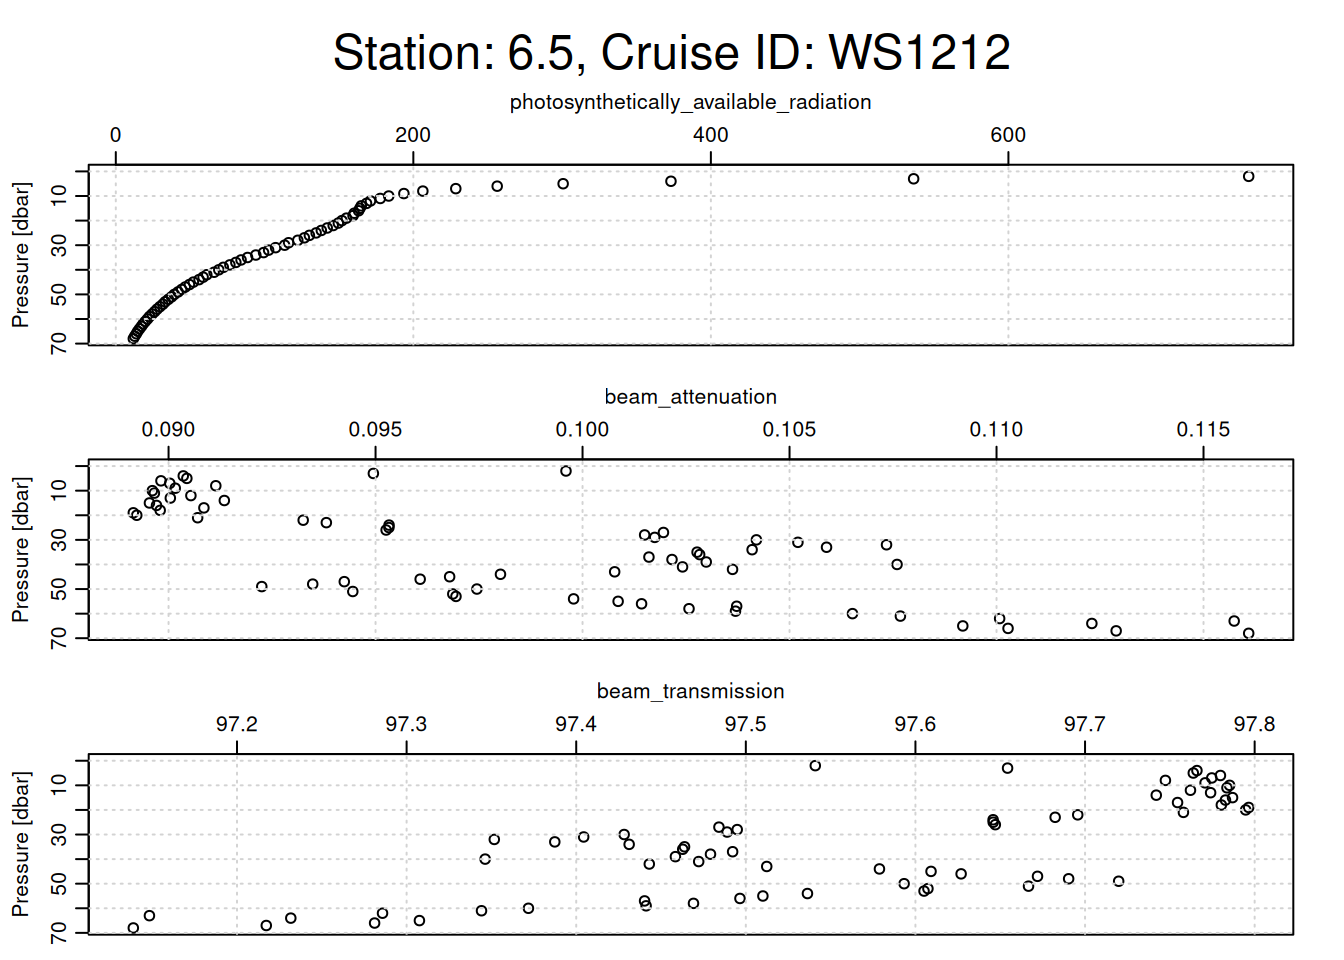 Station: 6.5, Cruise ID: WS1212
photosynthetically_available_radiation
0 200 400 600
Pressure [dbar]
10
30
50
70
beam_attenuation
0.090 0.095 0.100 0.105 0.110 0.115
Pressure [dbar]
10
30
50
70
beam_transmission
97.2 97.3 97.4 97.5 97.6 97.7 97.8
Pressure [dbar]
10
30
50
70